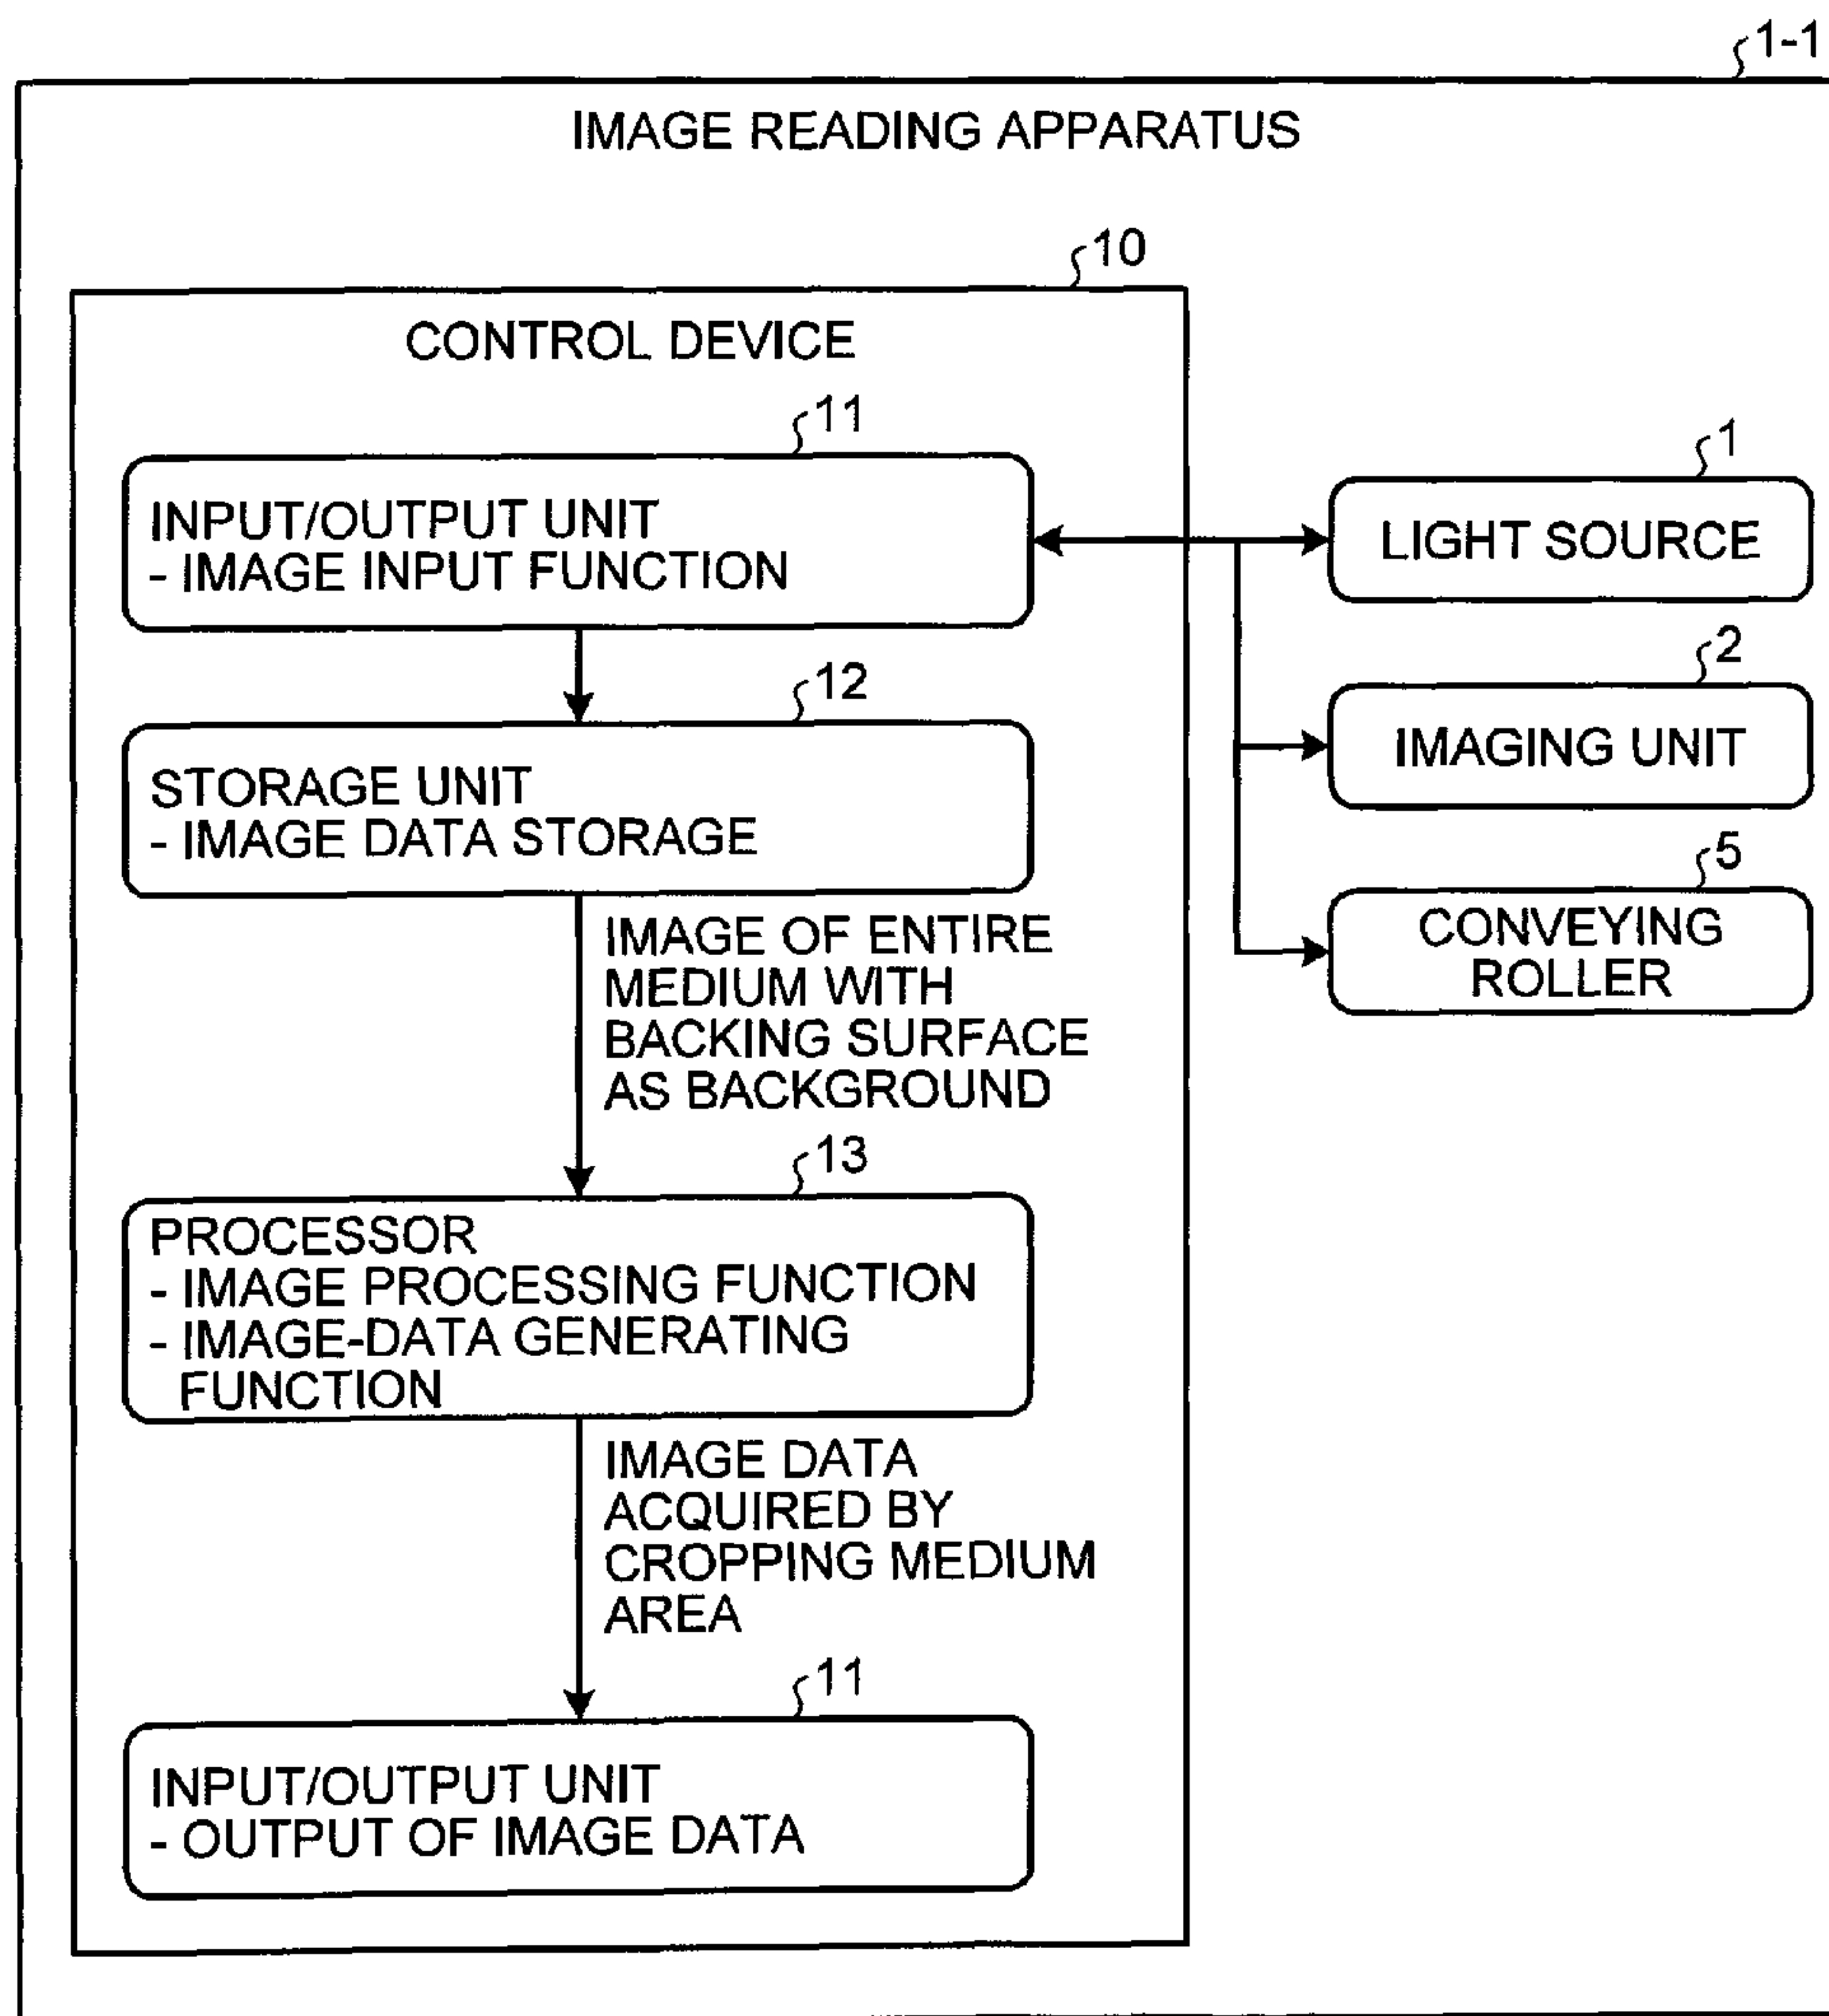 1-1
IMAGE READING APPARATUS
10
CONTROL DEVICE
11
INPUT/OUTPUT UNIT
- IMAGE INPUT FUNCTION
1
LIGHT SOURCE
12
STORAGE UNIT
- IMAGE DATA STORAGE
2
IMAGING UNIT
5
CONVEYING
ROLLER
IMAGE OF ENTIRE
MEDIUM WITH
BACKING SURFACE
AS BACKGROUND
13
PROCESSOR
- IMAGE PROCESSING FUNCTION
- IMAGE-DATA GENERATING
FUNCTION
IMAGE DATA
ACQUIRED BY
CROPPING MEDIUM
AREA
11
INPUT/OUTPUT UNIT
- OUTPUT OF IMAGE DATA